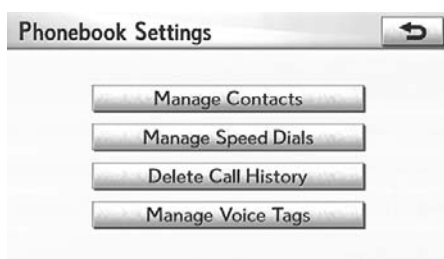 Phonebook Settings
Manage Contacts
Manage Speed Dials
Delete Call History
Manage Voice Tags